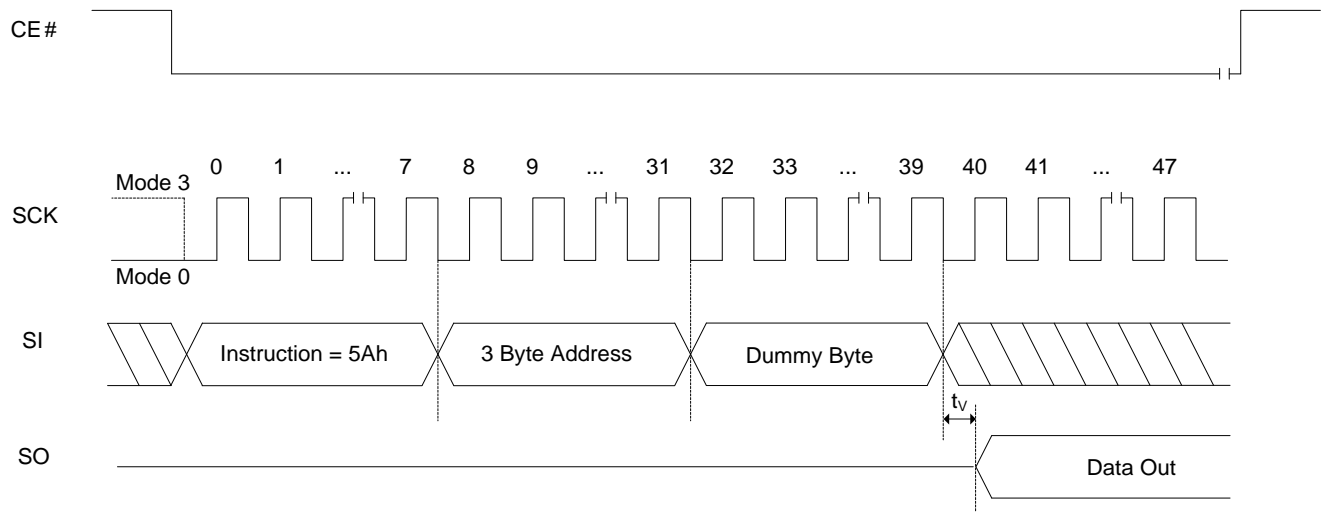 CE #
0 1 ... 7 8 9 ... 31 32 33 ... 39 40 41 ... 47
Mode 3
SCK
Mode 0
SI
Instruction = 5Ah
3 Byte Address
Dummy Byte
tV
SO
Data Out